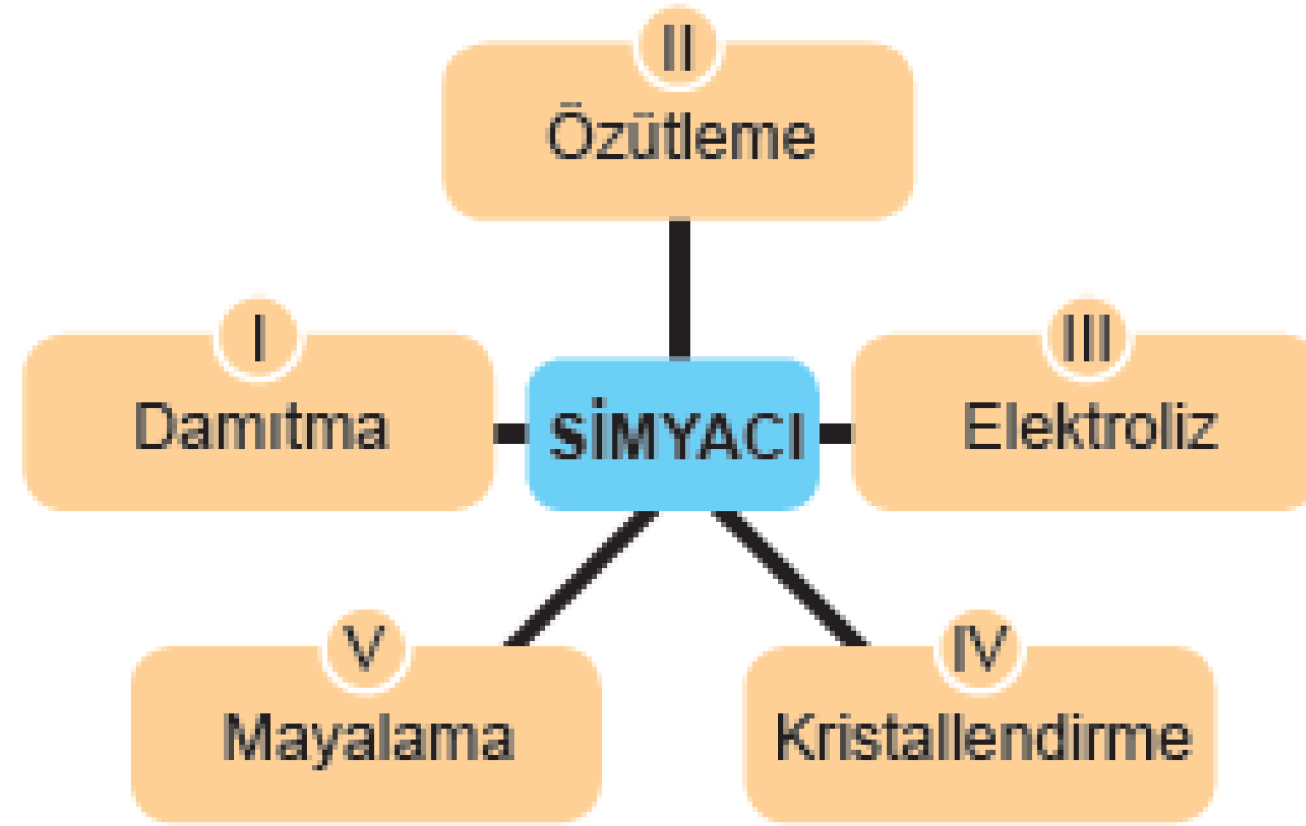 II
Özütleme
I
Damıtma
SİMYACI
III
Elektroliz
V
Mayalama
IV
Kristallendirme